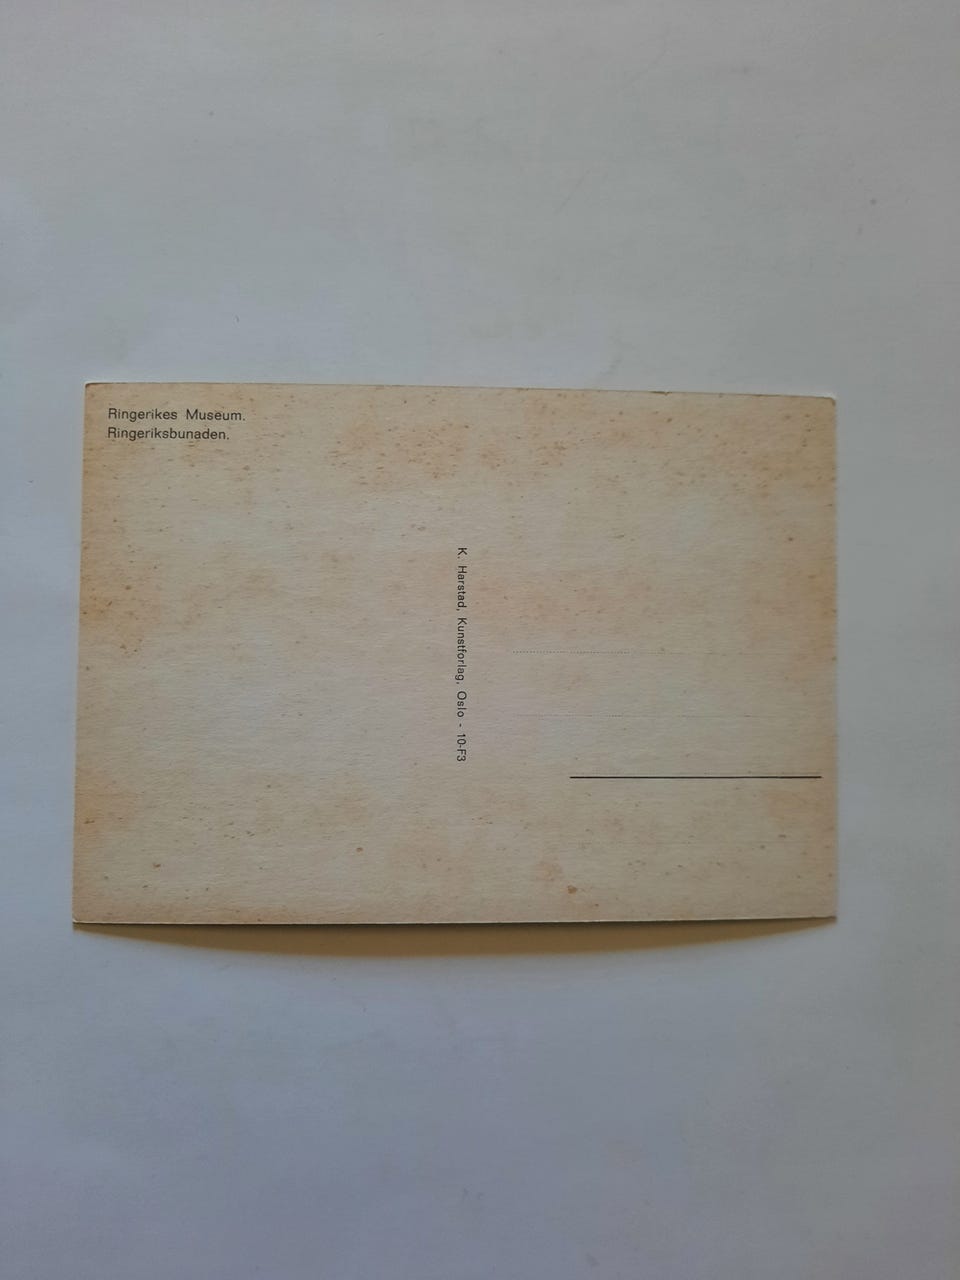 Ringerikes Museum.
Ringeriksbunaden.
K. Harstad, Kunstforlag, Oslo - 10-F3